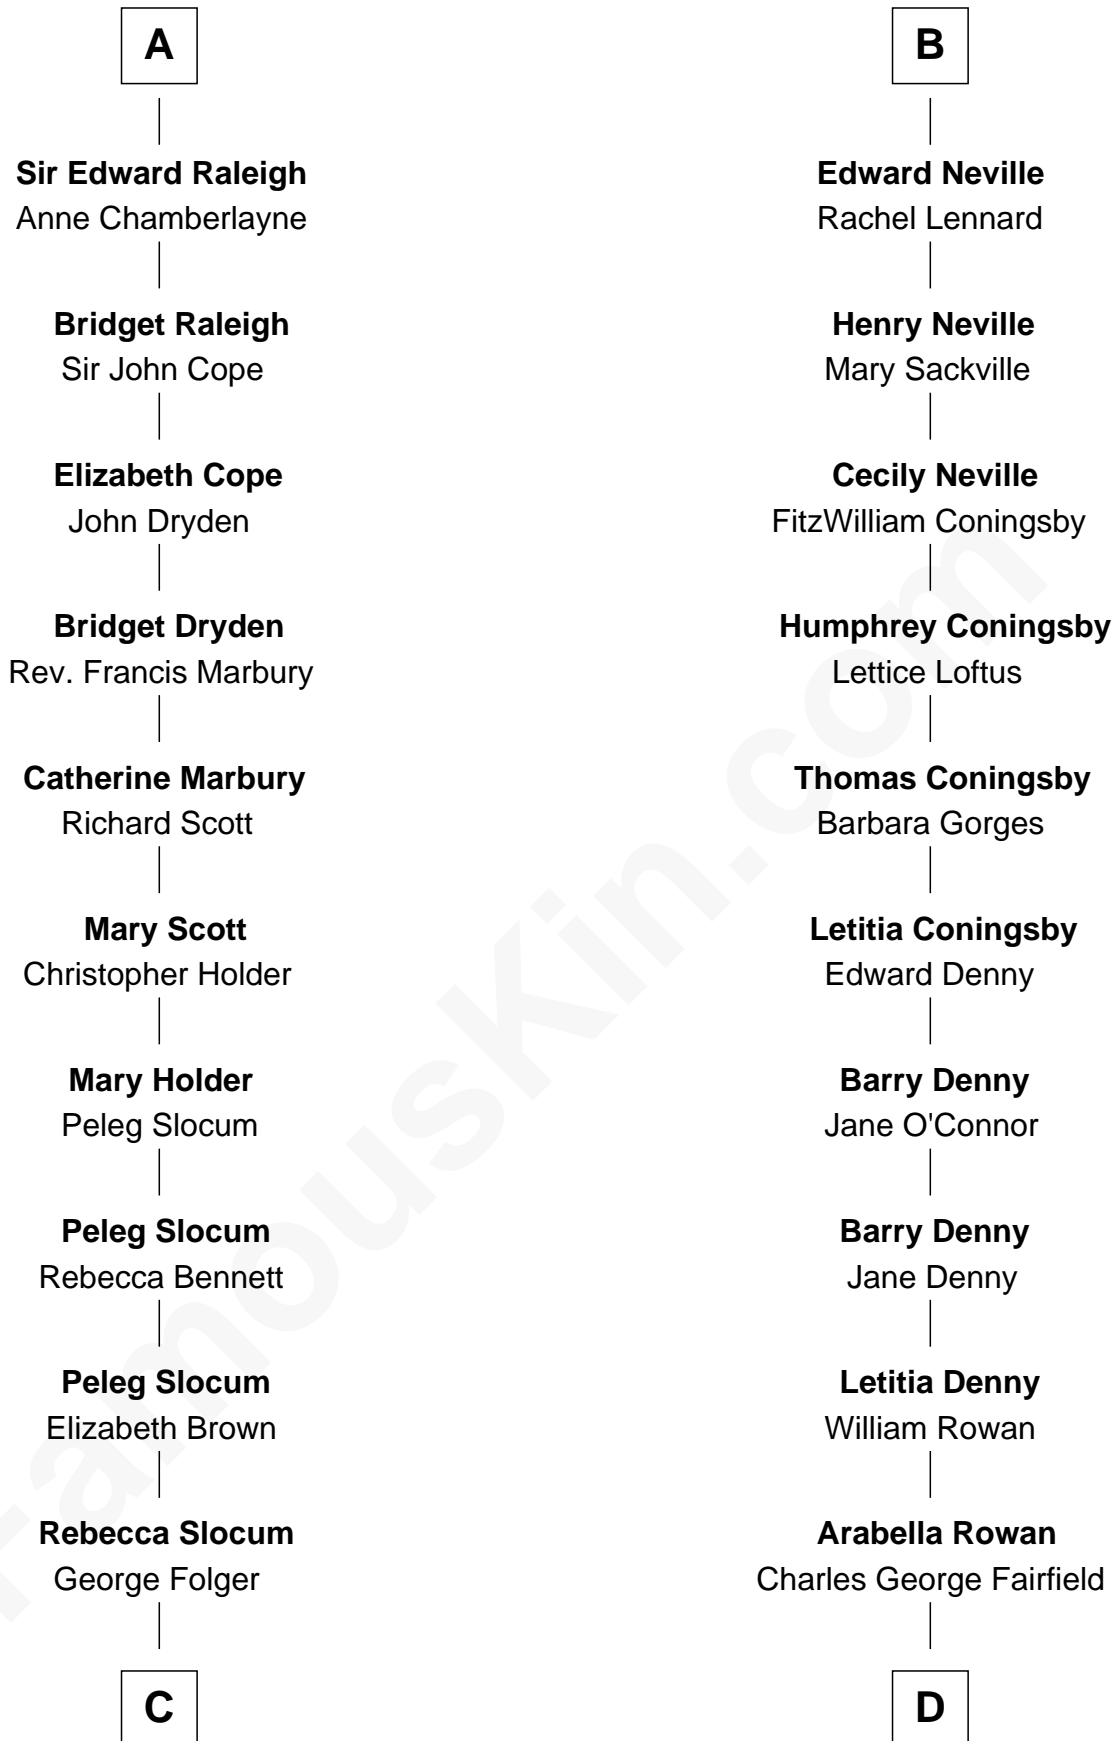 A
Sir Edward Raleigh
Anne Chamberlayne
Bridget Raleigh
Sir John Cope
Elizabeth Cope
John Dryden
Bridget Dryden
Rev. Francis Marbury
Catherine Marbury
Richard Scott
Mary Scott
Christopher Holder
Mary Holder
Peleg Slocum
Peleg Slocum
Rebecca Bennett
Peleg Slocum
Elizabeth Brown
Rebecca Slocum
George Folger
C
B
Edward Neville
Rachel Lennard
Henry Neville
Mary Sackville
Cecily Neville
FitzWilliam Coningsby
Humphrey Coningsby
Lettice Loftus
Thomas Coningsby
Barbara Gorges
Letitia Coningsby
Edward Denny
Barry Denny
Jane O'Connor
Barry Denny
Jane Denny
Letitia Denny
William Rowan
Arabella Rowan
Charles George Fairfield
D
FamousKin.com